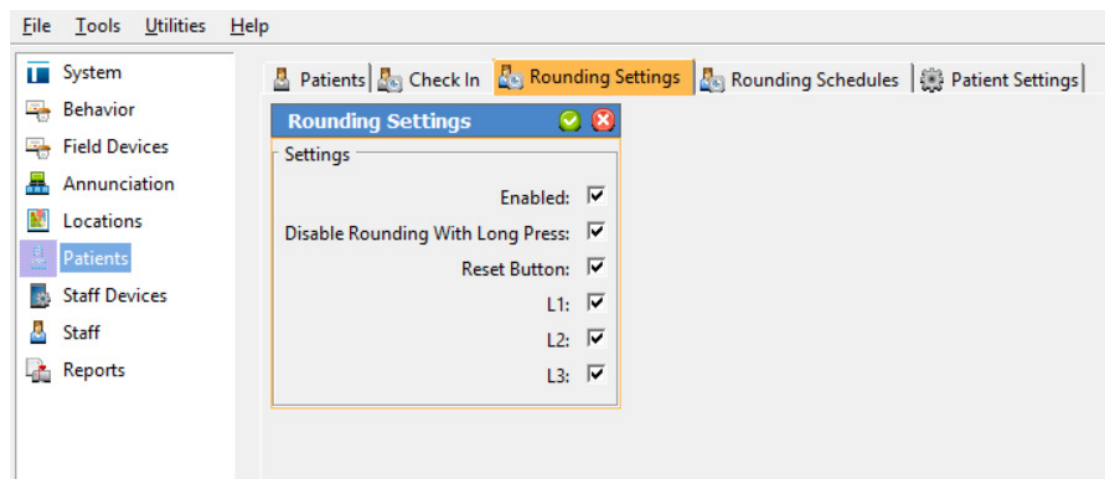 File Tools Utilities Help
System
Behavior
Field Devices
Annunciation
Locations
Patients
Staff Devices
Staff
Reports
Patients Check In Rounding Settings Rounding Schedules Patient Settings
Rounding Settings
Settings
Enabled:
Disable Rounding With Long Press:
Reset Button:
L1:
L2:
L3: